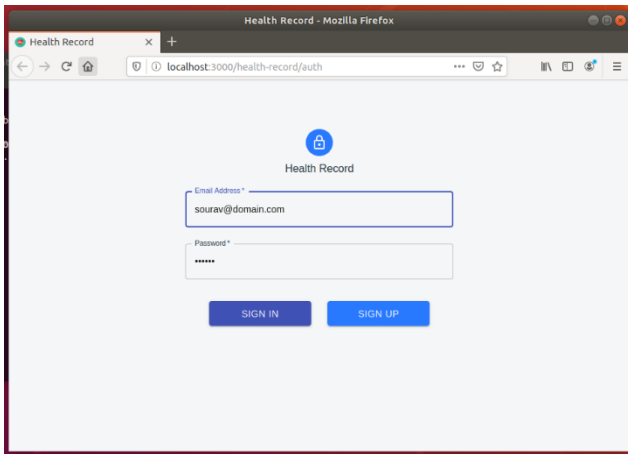 Health Record - Mozilla Firefox
Health Record
localhost:3000/health-record/auth
Health Record
Email Address *
sourav@domain.com
Password *
••••••
SIGN IN
SIGN UP